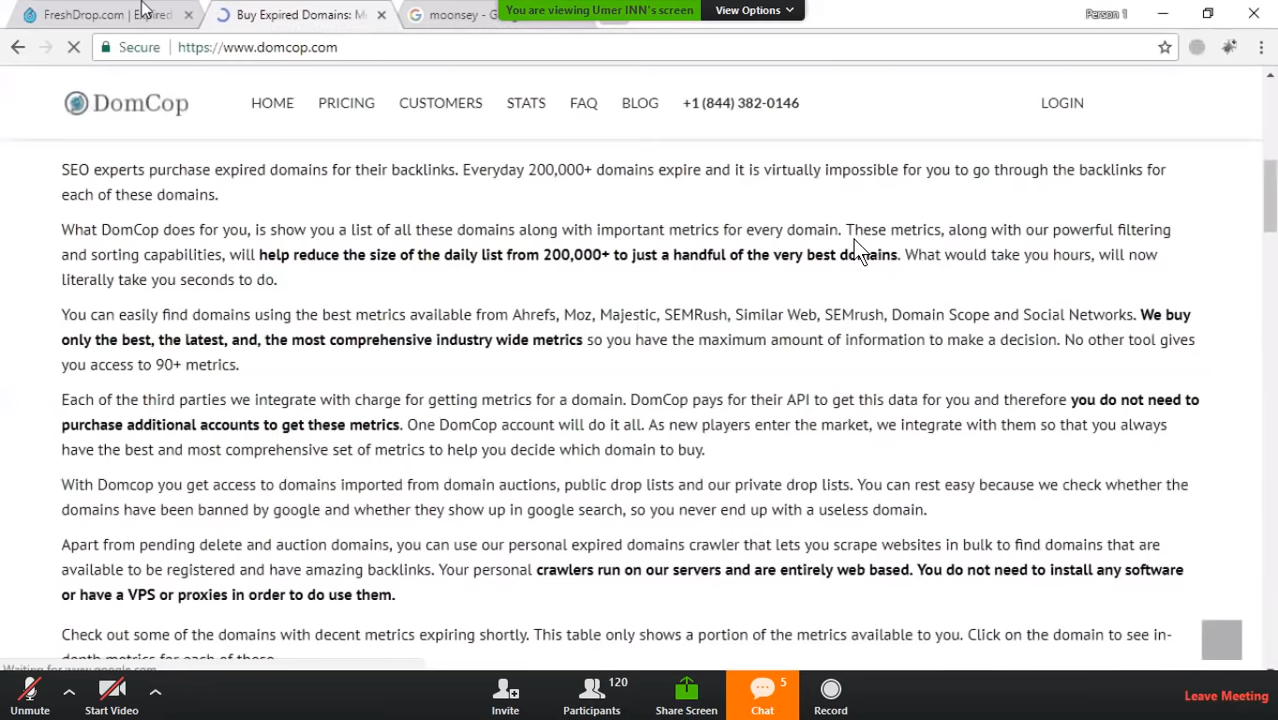 FreshDrop.com | Expired
Buy Expired Domains: M
moonsey - G
You are viewing Umer INN's screen
View Options
Person 1
Secure
https://www.domcop.com
DomCop
HOME
PRICING
CUSTOMERS
STATS
FAQ
BLOG
+1 (844) 382-0146
LOGIN
SEO experts purchase expired domains for their backlinks. Everyday 200,000+ domains expire and it is virtually impossible for you to go through the backlinks for
each of these domains.
What DomCop does for you, is show you a list of all these domains along with important metrics for every domain. These metrics, along with our powerful filtering
and sorting capabilities, will help reduce the size of the daily list from 200,000+ to just a handful of the very best domains. What would take you hours, will now
literally take you seconds to do.
You can easily find domains using the best metrics available from Ahrefs, Moz, Majestic, SEMRush, Similar Web, SEMrush, Domain Scope and Social Networks. We buy
only the best, the latest, and, the most comprehensive industry wide metrics so you have the maximum amount of information to make a decision. No other tool gives
you access to 90+ metrics.
Each of the third parties we integrate with charge for getting metrics for a domain. DomCop pays for their API to get this data for you and therefore you do not need to
purchase additional accounts to get these metrics. One DomCop account will do it all. As new players enter the market, we integrate with them so that you always
have the best and most comprehensive set of metrics to help you decide which domain to buy.
With Domcop you get access to domains imported from domain auctions, public drop lists and our private drop lists. You can rest easy because we check whether the
domains have been banned by google and whether they show up in google search, so you never end up with a useless domain.
Apart from pending delete and auction domains, you can use our personal expired domains crawler that lets you scrape websites in bulk to find domains that are
available to be registered and have amazing backlinks. Your personal crawlers run on our servers and are entirely web based. You do not need to install any software
or have a VPS or proxies in order to do use them.
Check out some of the domains with decent metrics expiring shortly. This table only shows a portion of the metrics available to you. Click on the domain to see in-
depth metrics for each of these
Waiting for www.google.com
Unmute
Start Video
Invite
120
Participants
Share Screen
5
Chat
Record
Leave Meeting